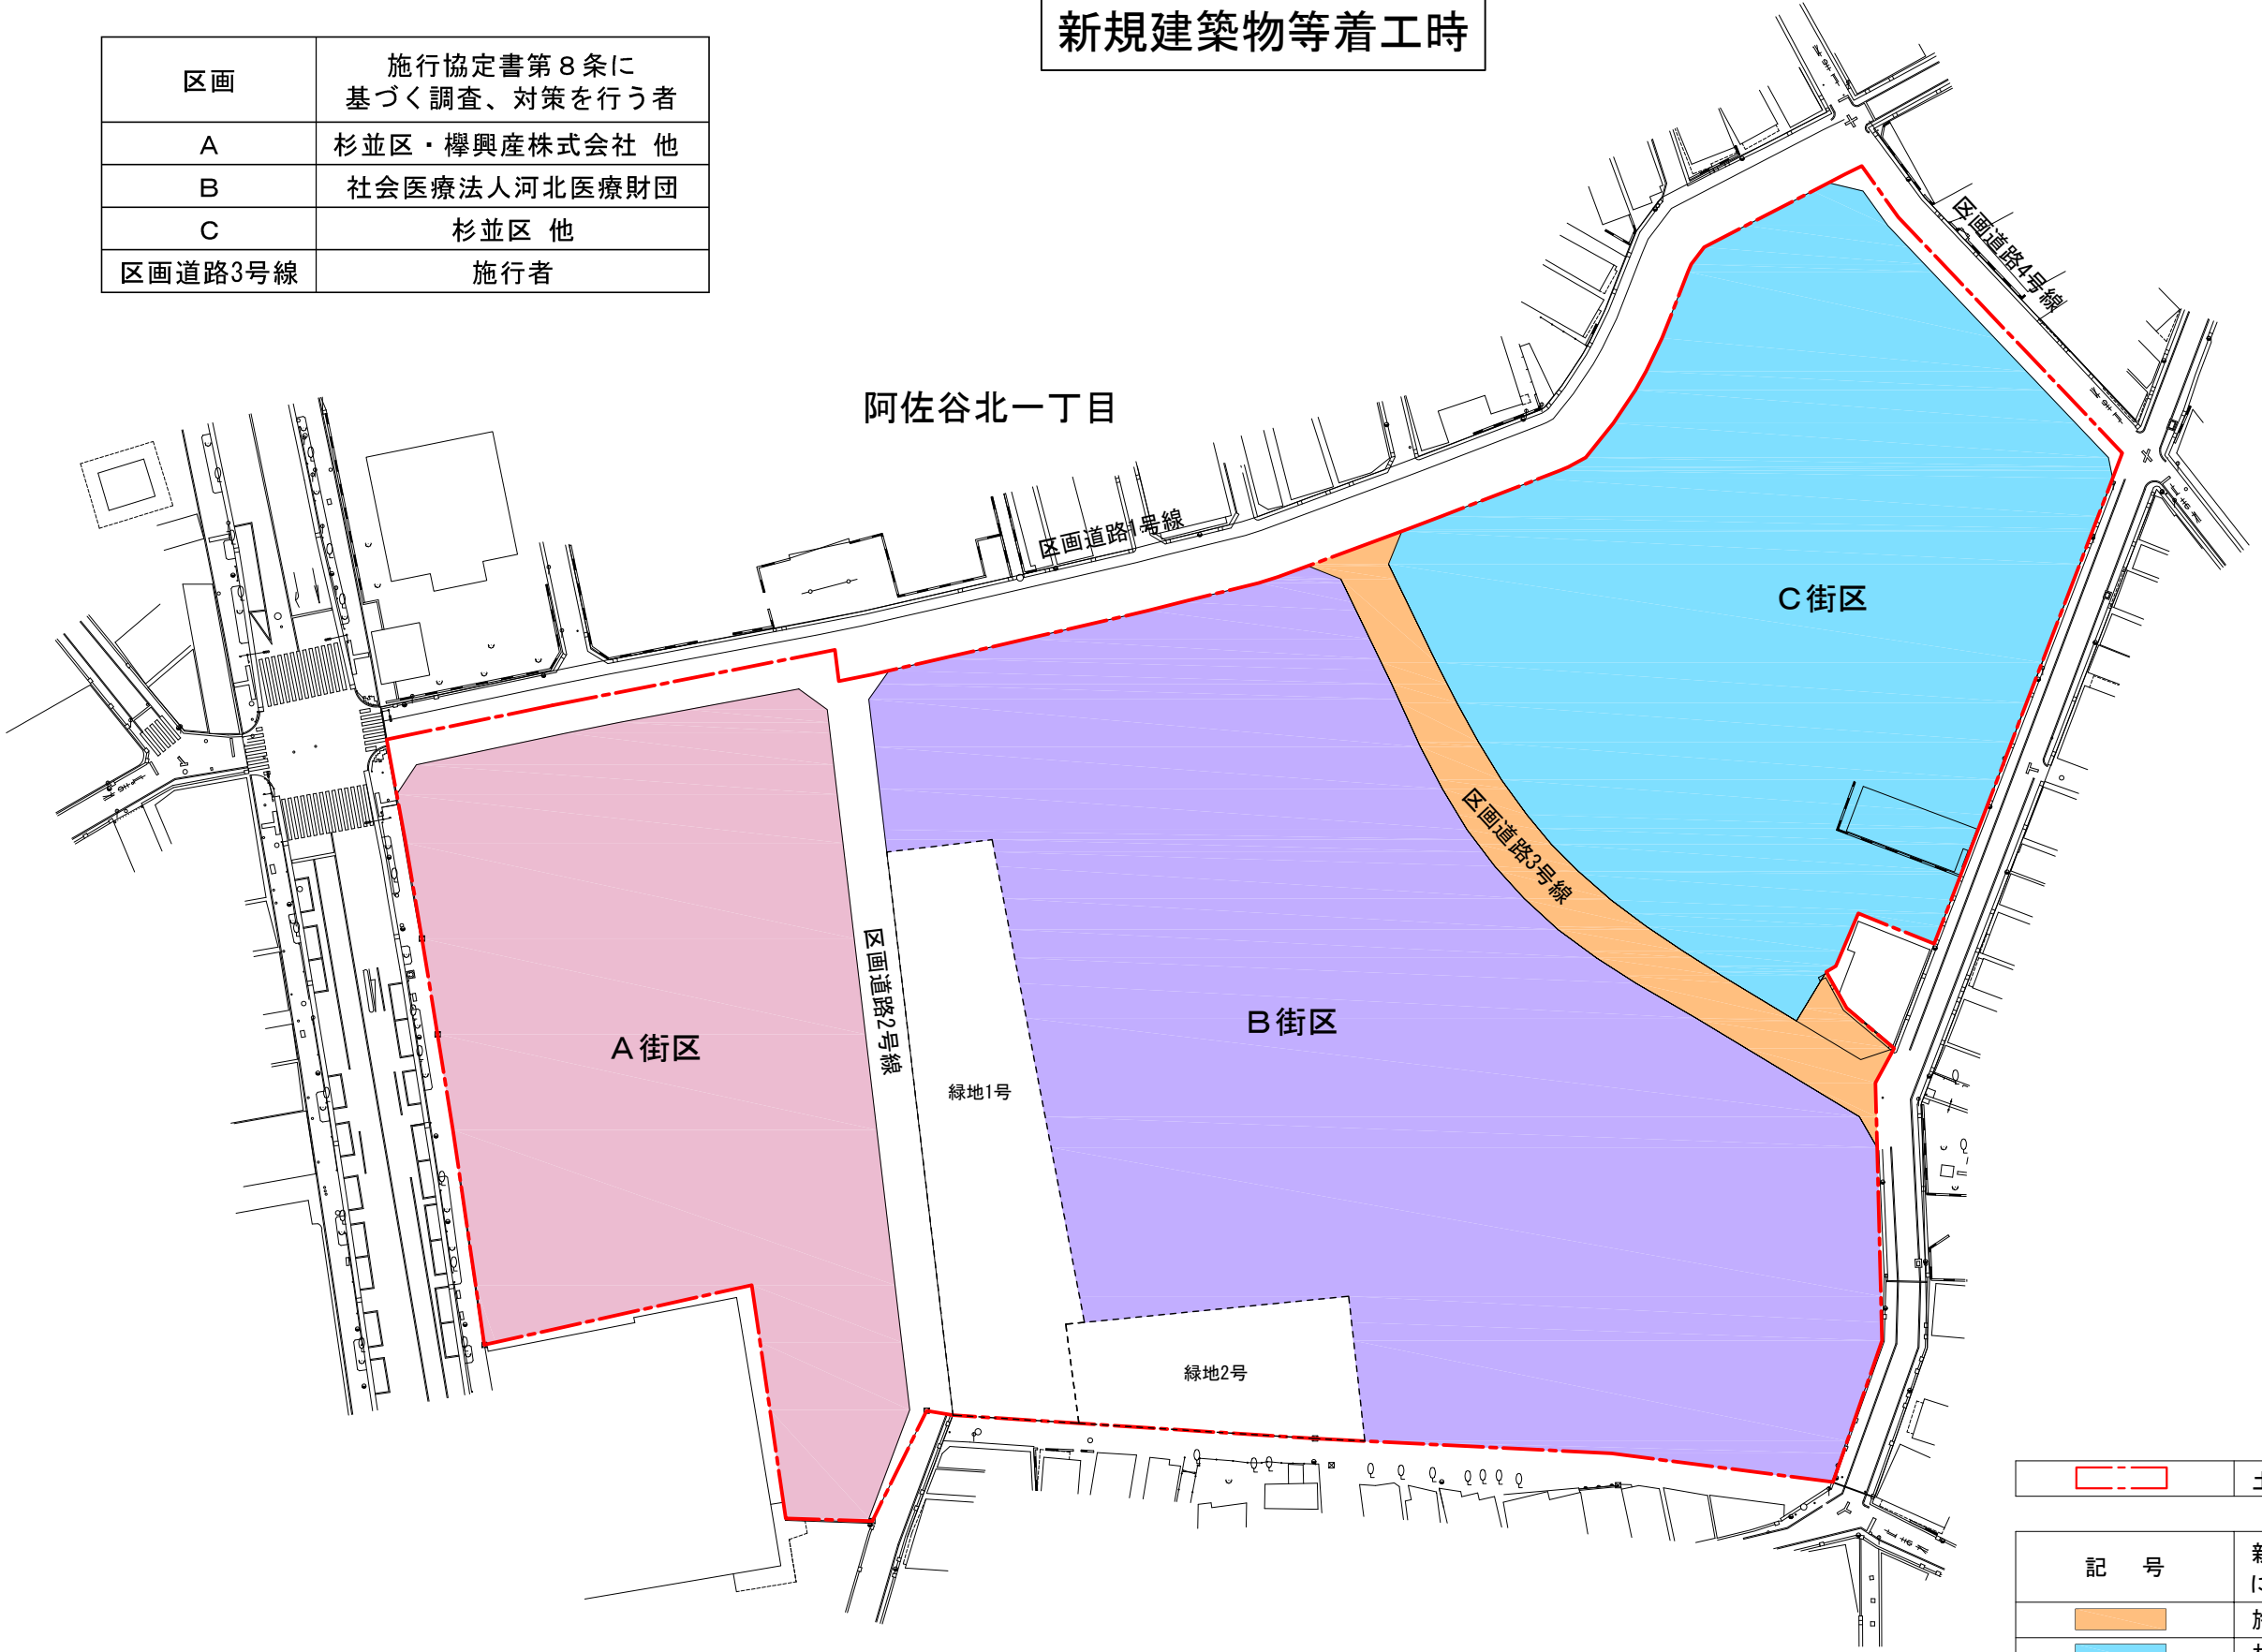 新規建築物等着工時
区画
施行協定書第８条に
基づく調査、対策を行う者
A
杉並区・欅興産株式会社 他
B
社会医療法人河北医療財団
C
杉並区 他
区画道路3号線
施行者
阿佐谷北一丁目
区画道路4号線
区画道路1号線
C街区
区画道路3号線
区画道路2号線
B街区
A街区
緑地1号
緑地2号
記 号